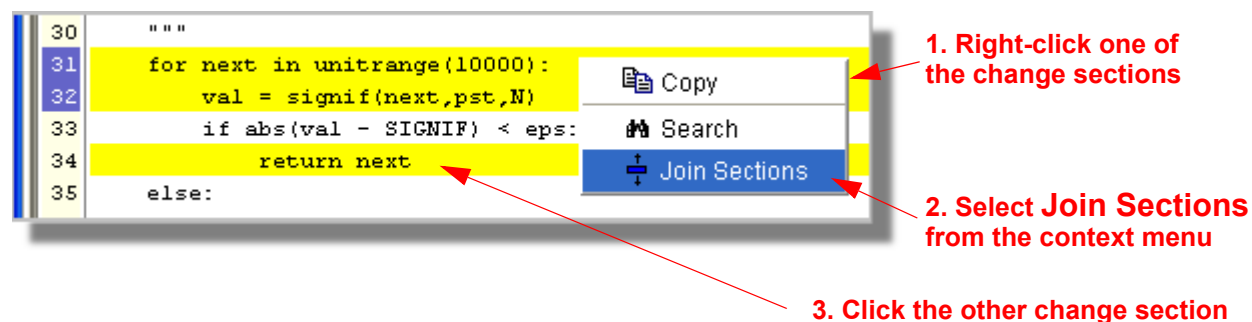 30 """
31 for next in unitrange(10000):
32 val = signif(next,pst,N)
33 if abs(val - SIGNIF) < eps:
34 return next
35 else:
Copy
Search
Join Sections
1. Right-click one of
the change sections
2. Select Join Sections
from the context menu
3. Click the other change section